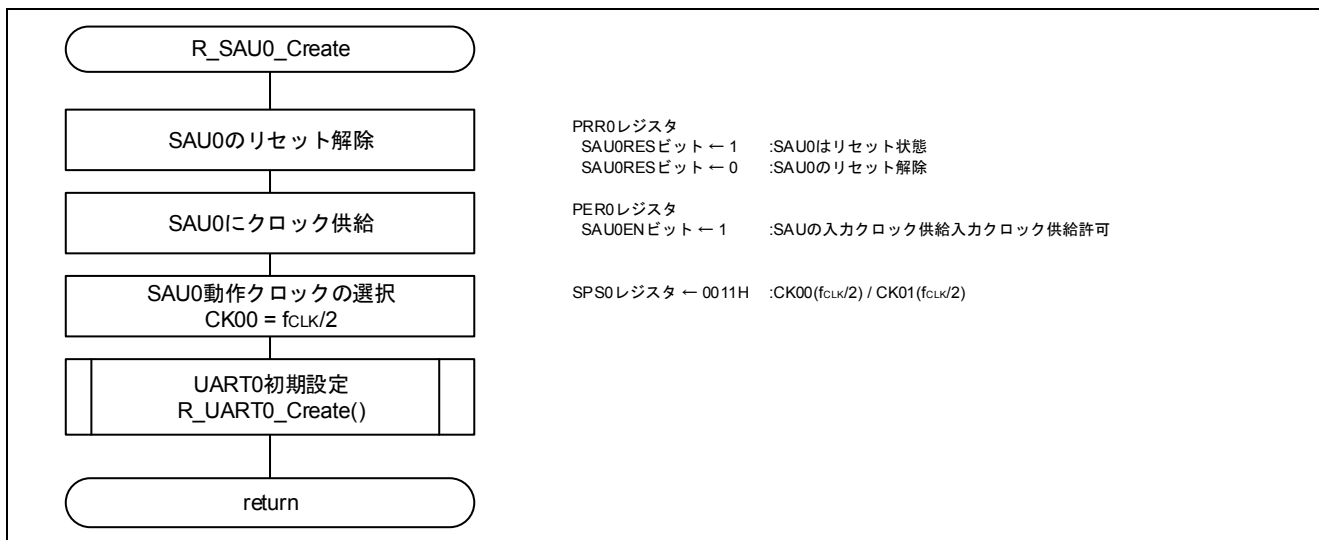 R_SAU0_Create
SAU0のリセット解除
PRR0レジスタ
SAU0RESビット ← 1 :SAU0はリセット状態
SAU0RESビット ← 0 :SAU0のリセット解除
SAU0にクロック供給
PER0レジスタ
SAU0ENビット ← 1 :SAUの入力クロック供給入力クロック供給許可
SAU0動作クロックの選択
CK00 = fCLK/2
SPS0レジスタ ← 0011H :CK00(fCLK/2) / CK01(fCLK/2)
UART0初期設定
R_UART0_Create()
return